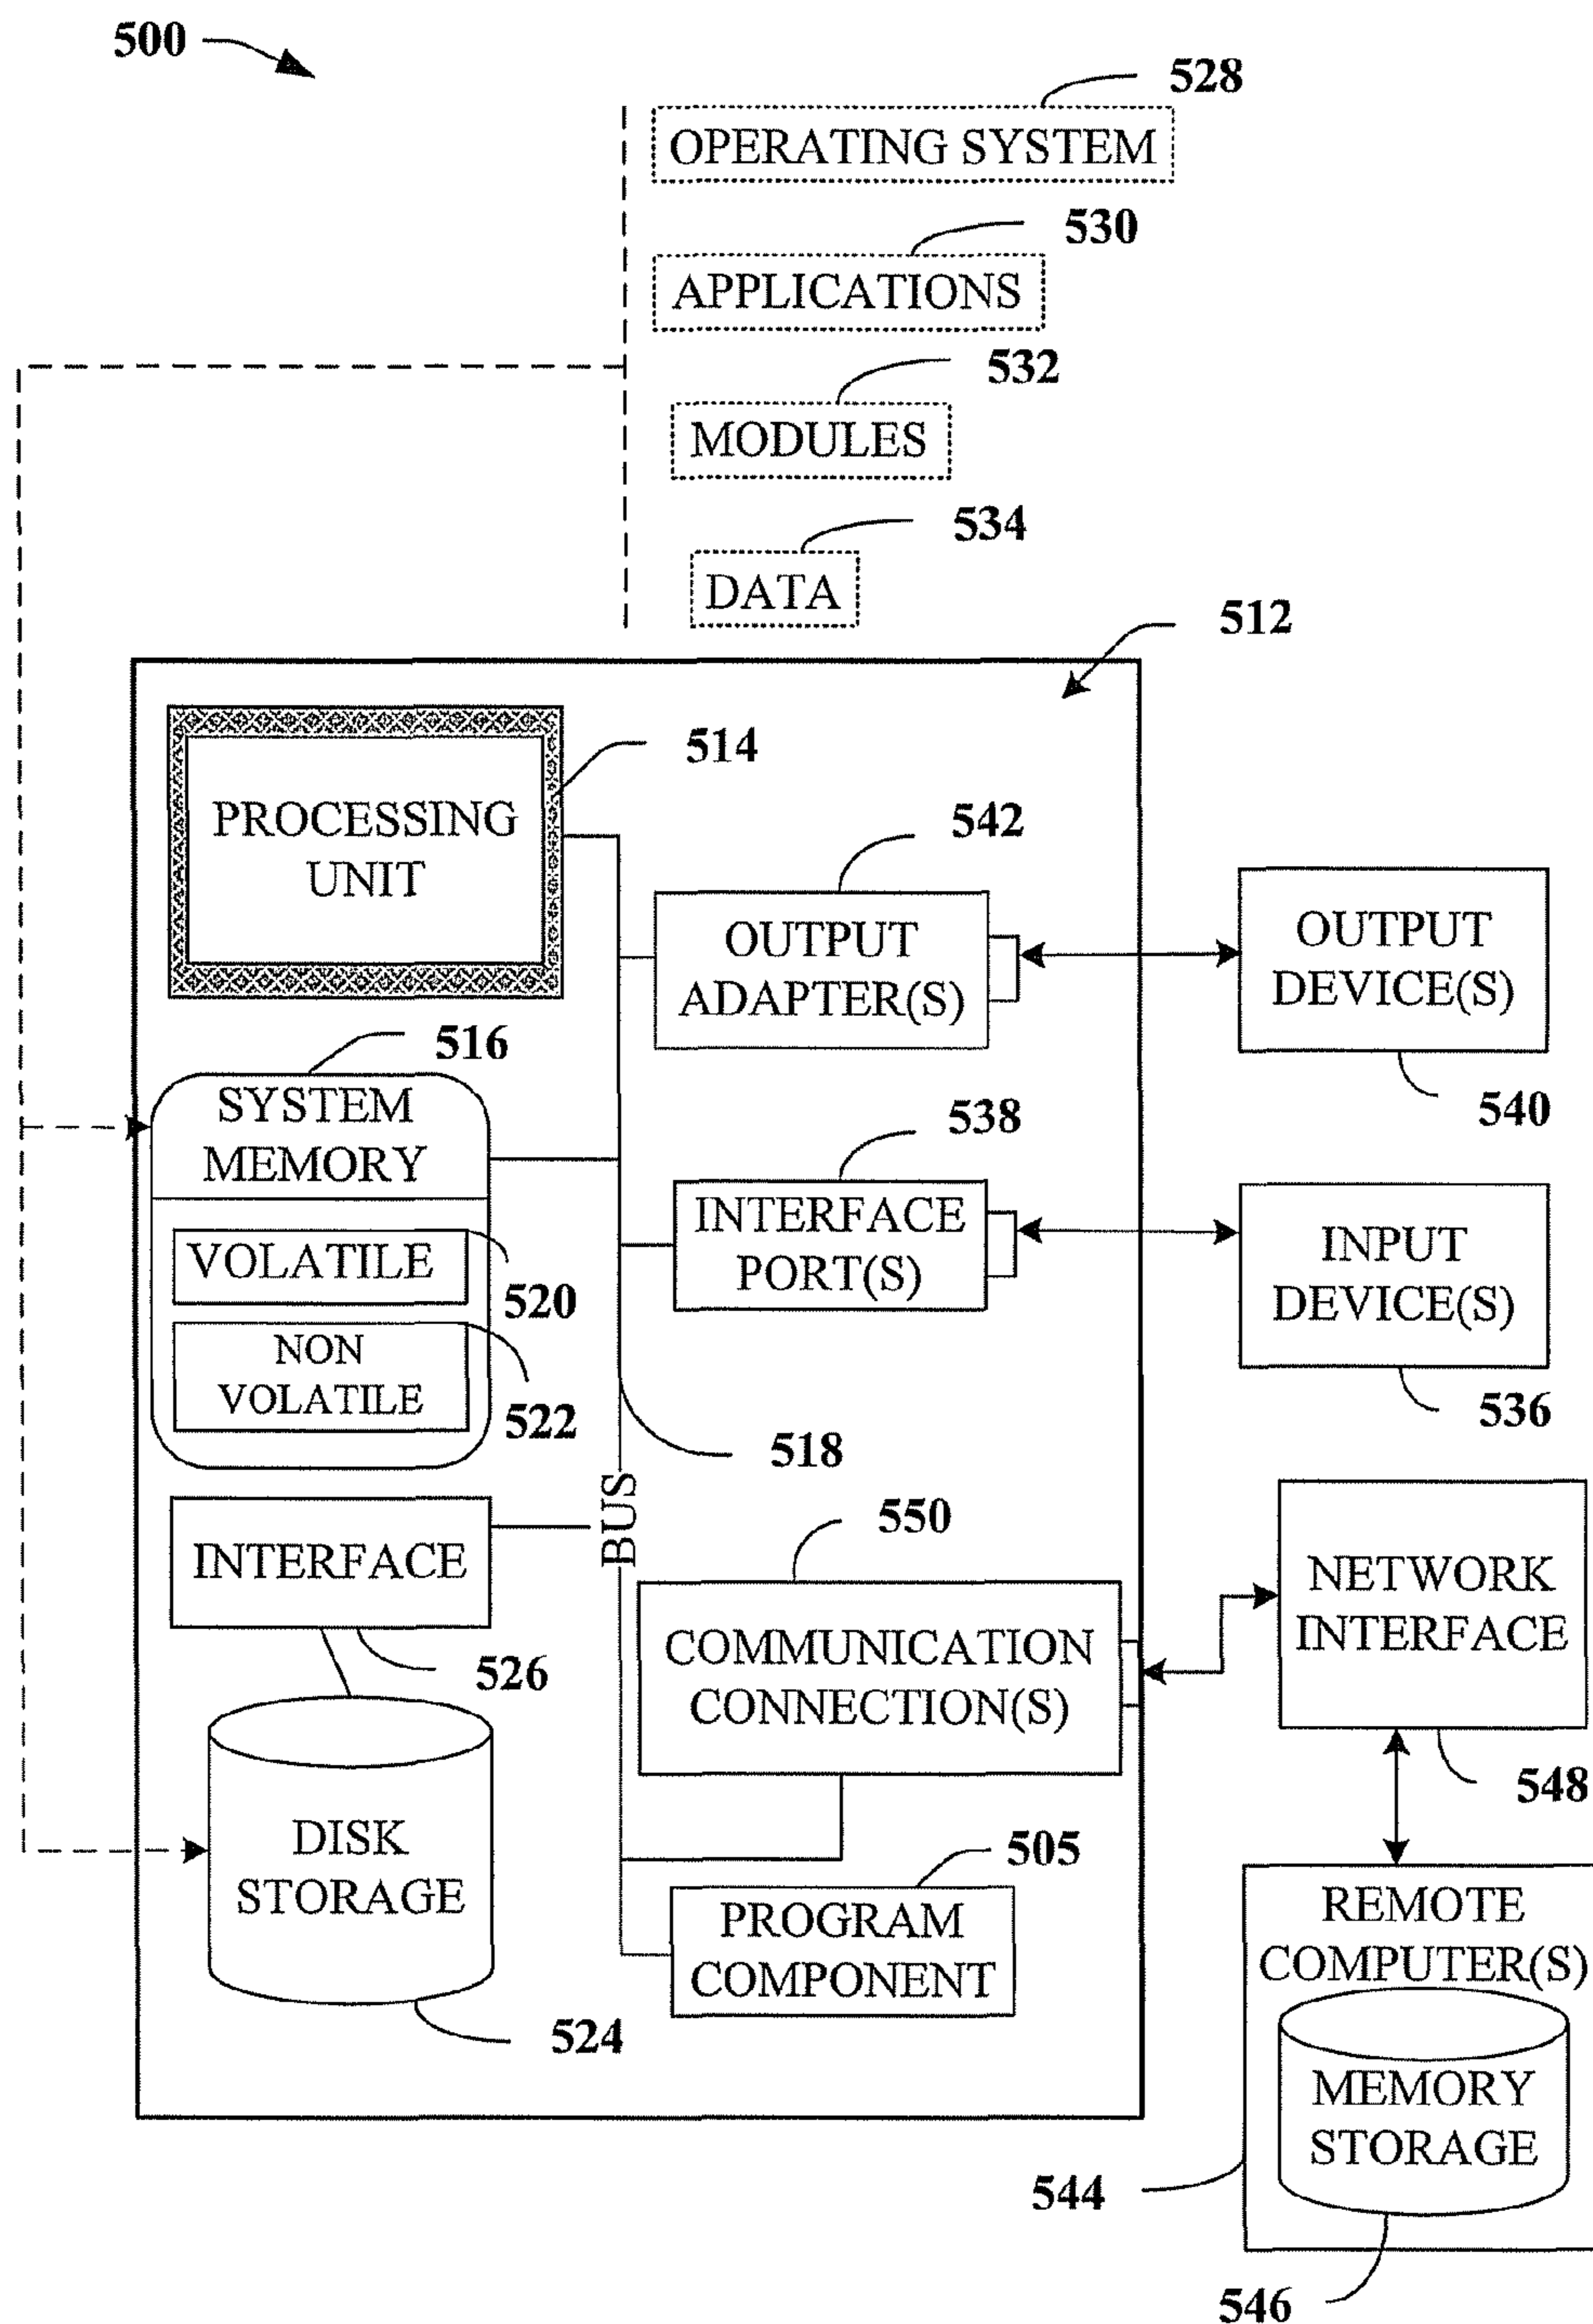 500
528
OPERATING SYSTEM
530
APPLICATIONS
532
MODULES
534
DATA
512
514
PROCESSING
UNIT
542
OUTPUT
ADAPTER(S)
OUTPUT
DEVICE(S)
540
516
SYSTEM
MEMORY
538
INTERFACE
PORT(S)
INPUT
DEVICE(S)
536
VOLATILE
520
NON
VOLATILE
522
518
BUS
INTERFACE
526
550
COMMUNICATION
CONNECTION(S)
NETWORK
INTERFACE
548
DISK
STORAGE
524
505
PROGRAM
COMPONENT
REMOTE
COMPUTER(S)
MEMORY
STORAGE
544
546